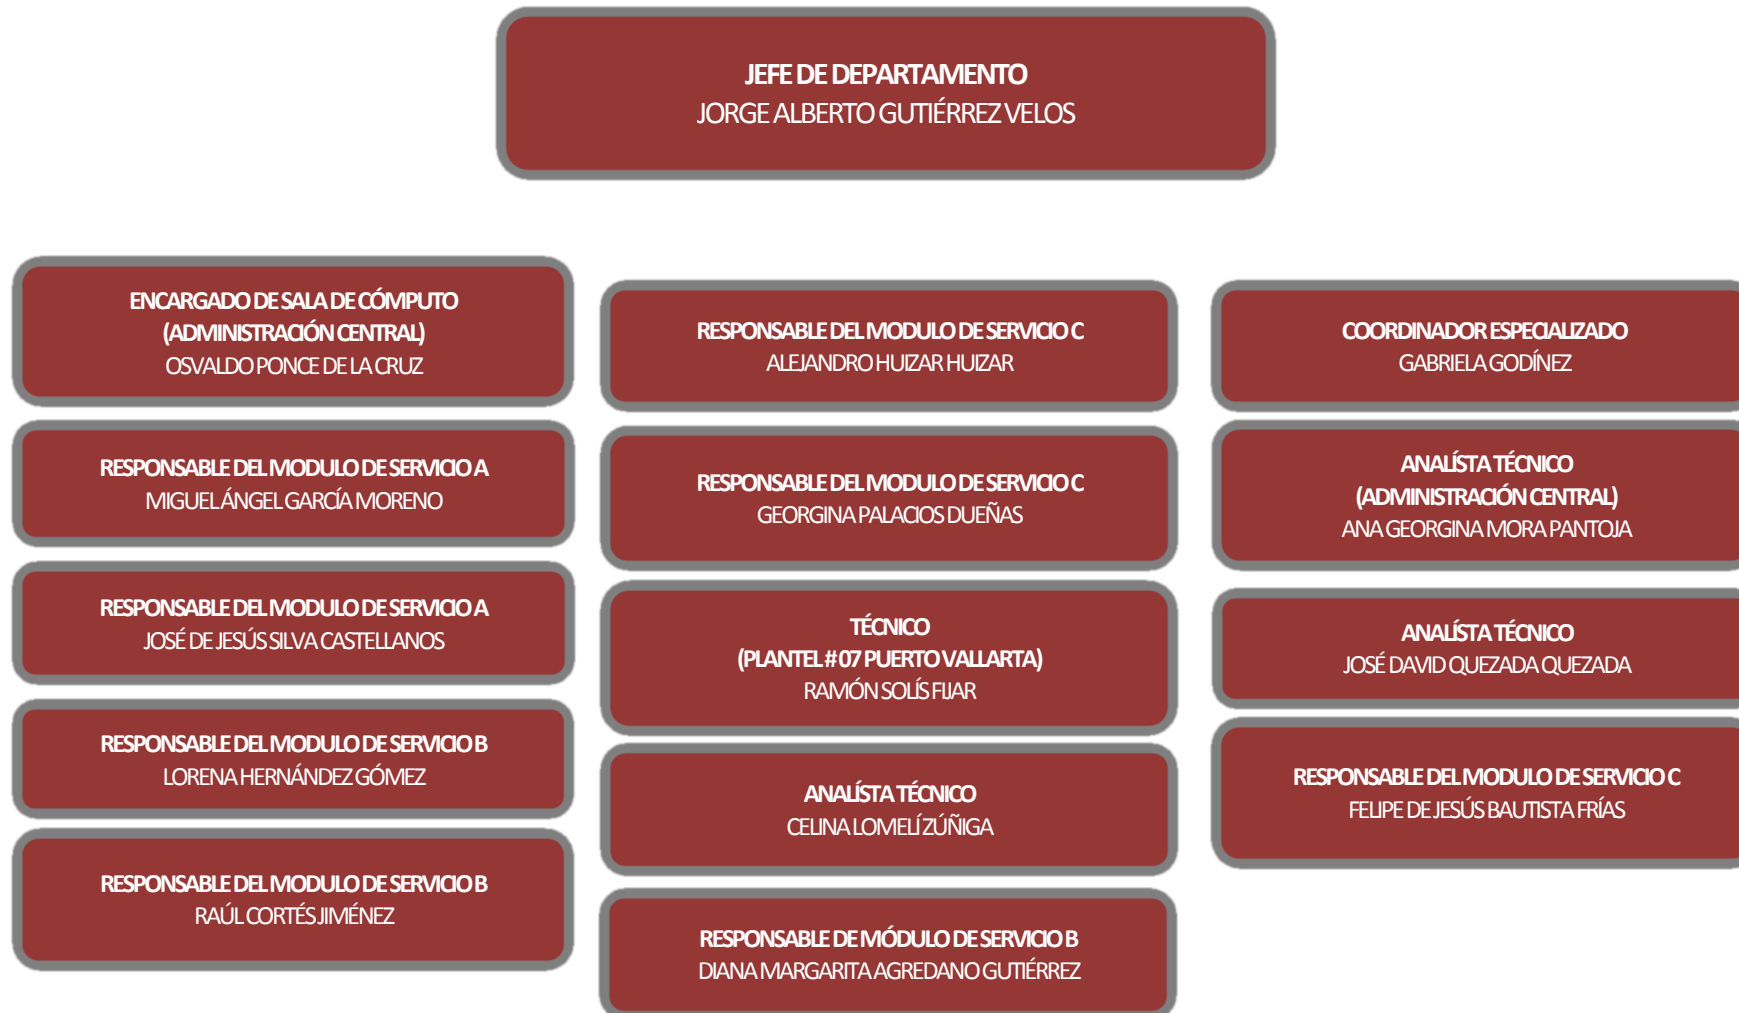 JEFE DE DEPARTAMENTO
JORGE ALBERTO GUTIÉRREZ VELOS
ENCARGADO DE SALA DE CÓMPUTO
(ADMINISTRACIÓN CENTRAL)
OSVALDO PONCE DE LA CRUZ
RESPONSABLE DEL MODULO DE SERVICIO A
MIGUEL ÁNGEL GARCÍA MORENO
RESPONSABLE DEL MODULO DE SERVICIO A
JOSÉ DE JESÚS SILVA CASTELLANOS
RESPONSABLE DEL MODULO DE SERVICIO B
LORENA HERNÁNDEZ GÓMEZ
RESPONSABLE DEL MODULO DE SERVICIO B
RAÚL CORTÉS JIMÉNEZ
RESPONSABLE DEL MODULO DE SERVICIO C
ALEJANDRO HUIZAR HUIZAR
RESPONSABLE DEL MODULO DE SERVICIO C
GEORGINA PALACIOS DUEÑAS
TÉCNICO
(PLANTEL # 07 PUERTO VALLARTA)
RAMÓN SOLÍS FIJAR
ANALÍSTA TÉCNICO
CELINA LOMELÍ ZÚÑIGA
RESPONSABLE DE MÓDULO DE SERVICIO B
DIANA MARGARITA AGREDANO GUTIÉRREZ
COORDINADOR ESPECIALIZADO
GABRIELA GODÍNEZ
ANALÍSTA TÉCNICO
(ADMINISTRACIÓN CENTRAL)
ANA GEORGINA MORA PANTOJA
ANALÍSTA TÉCNICO
JOSÉ DAVID QUEZADA QUEZADA
RESPONSABLE DEL MODULO DE SERVICIO C
FELIPE DE JESÚS BAUTISTA FRÍAS